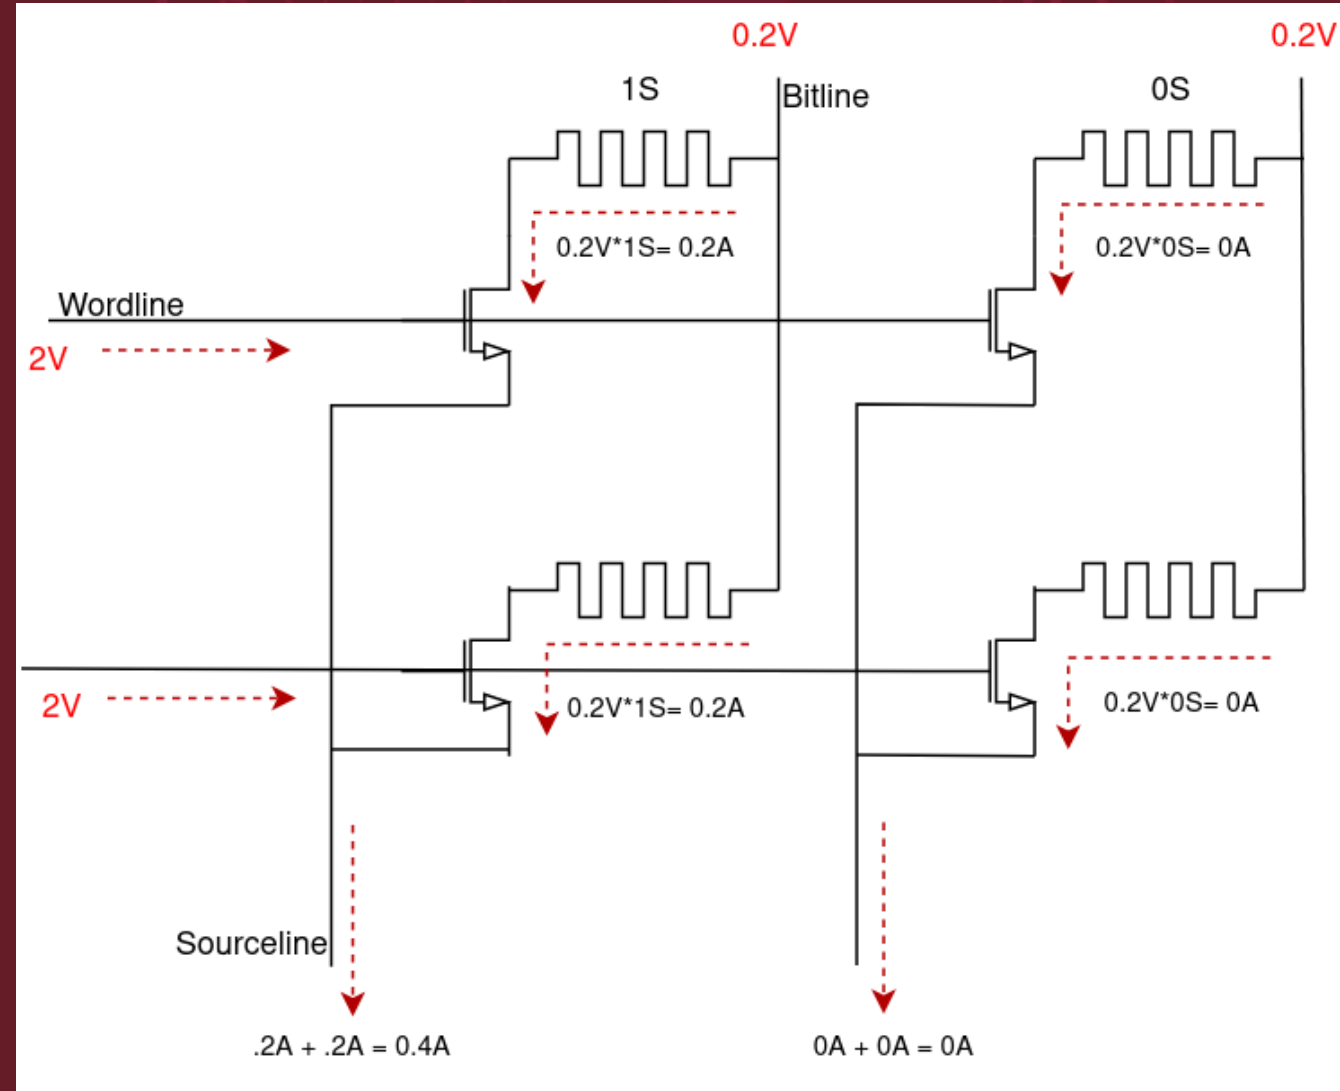 0.2V
0.2V
1S
Bitline
0S
0.2V*1S= 0.2A
0.2V*0S= 0A
Wordline
2V
2V
0.2V*1S= 0.2A
0.2V*0S= 0A
Sourceline
.2A + .2A = 0.4A
0A + 0A = 0A